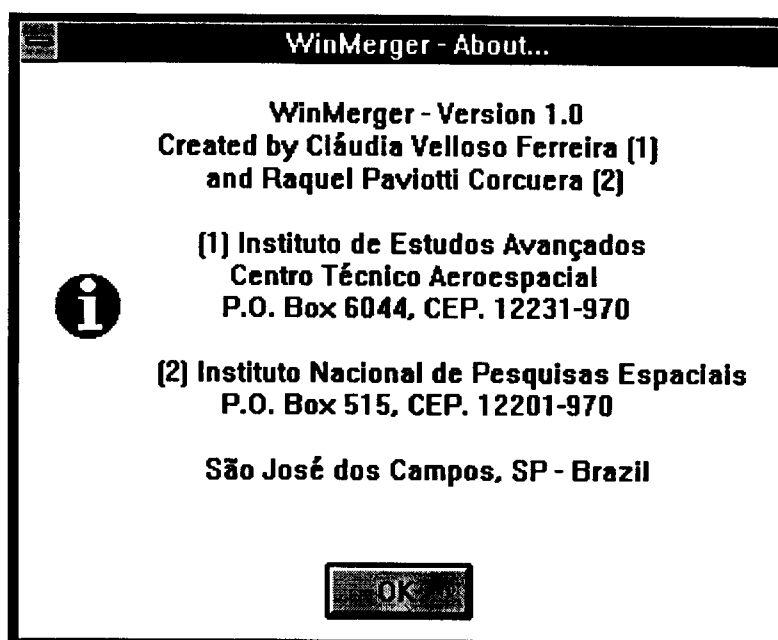 WinMerger - About...
WinMerger - Version 1.0
Created by Cláudia Velloso Ferreira (1)
and Raquel Paviotti Corcuera (2)
(1) Instituto de Estudos Avançados
Centro Técnico Aeroespacial
P.O. Box 6044, CEP. 12231-970
(2) Instituto Nacional de Pesquisas Espaciais
P.O. Box 515, CEP. 12201-970
São José dos Campos, SP - Brazil
OK